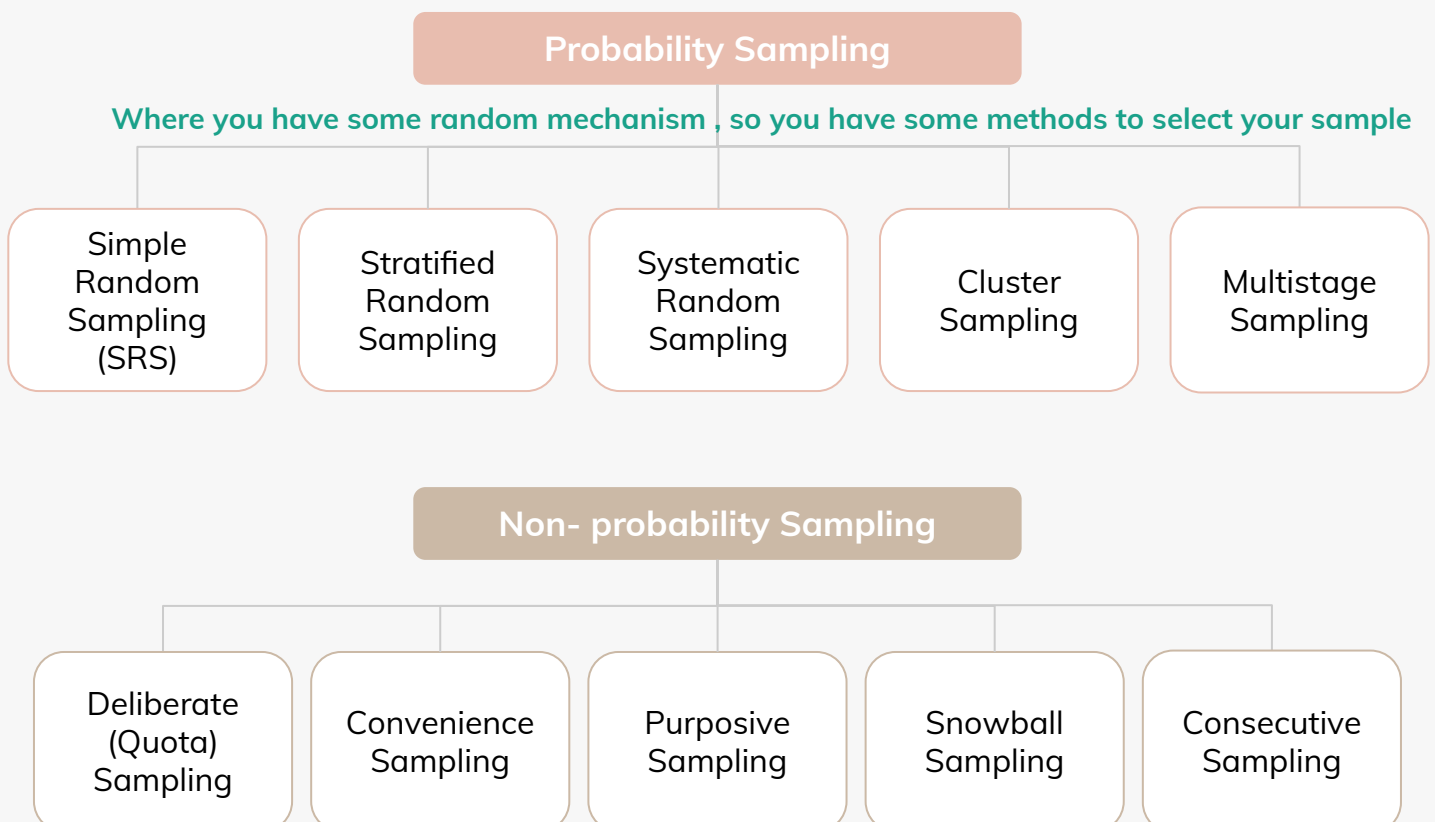 Probability Sampling
Where you have some random mechanism , so you have some methods to select your sample
Simple
Random
Sampling
(SRS)
Stratified
Random
Sampling
Systematic
Random
Sampling
Cluster
Sampling
Multistage
Sampling
Non- probability Sampling
Deliberate
(Quota)
Sampling
Convenience
Sampling
Purposive
Sampling
Snowball
Sampling
Consecutive
Sampling